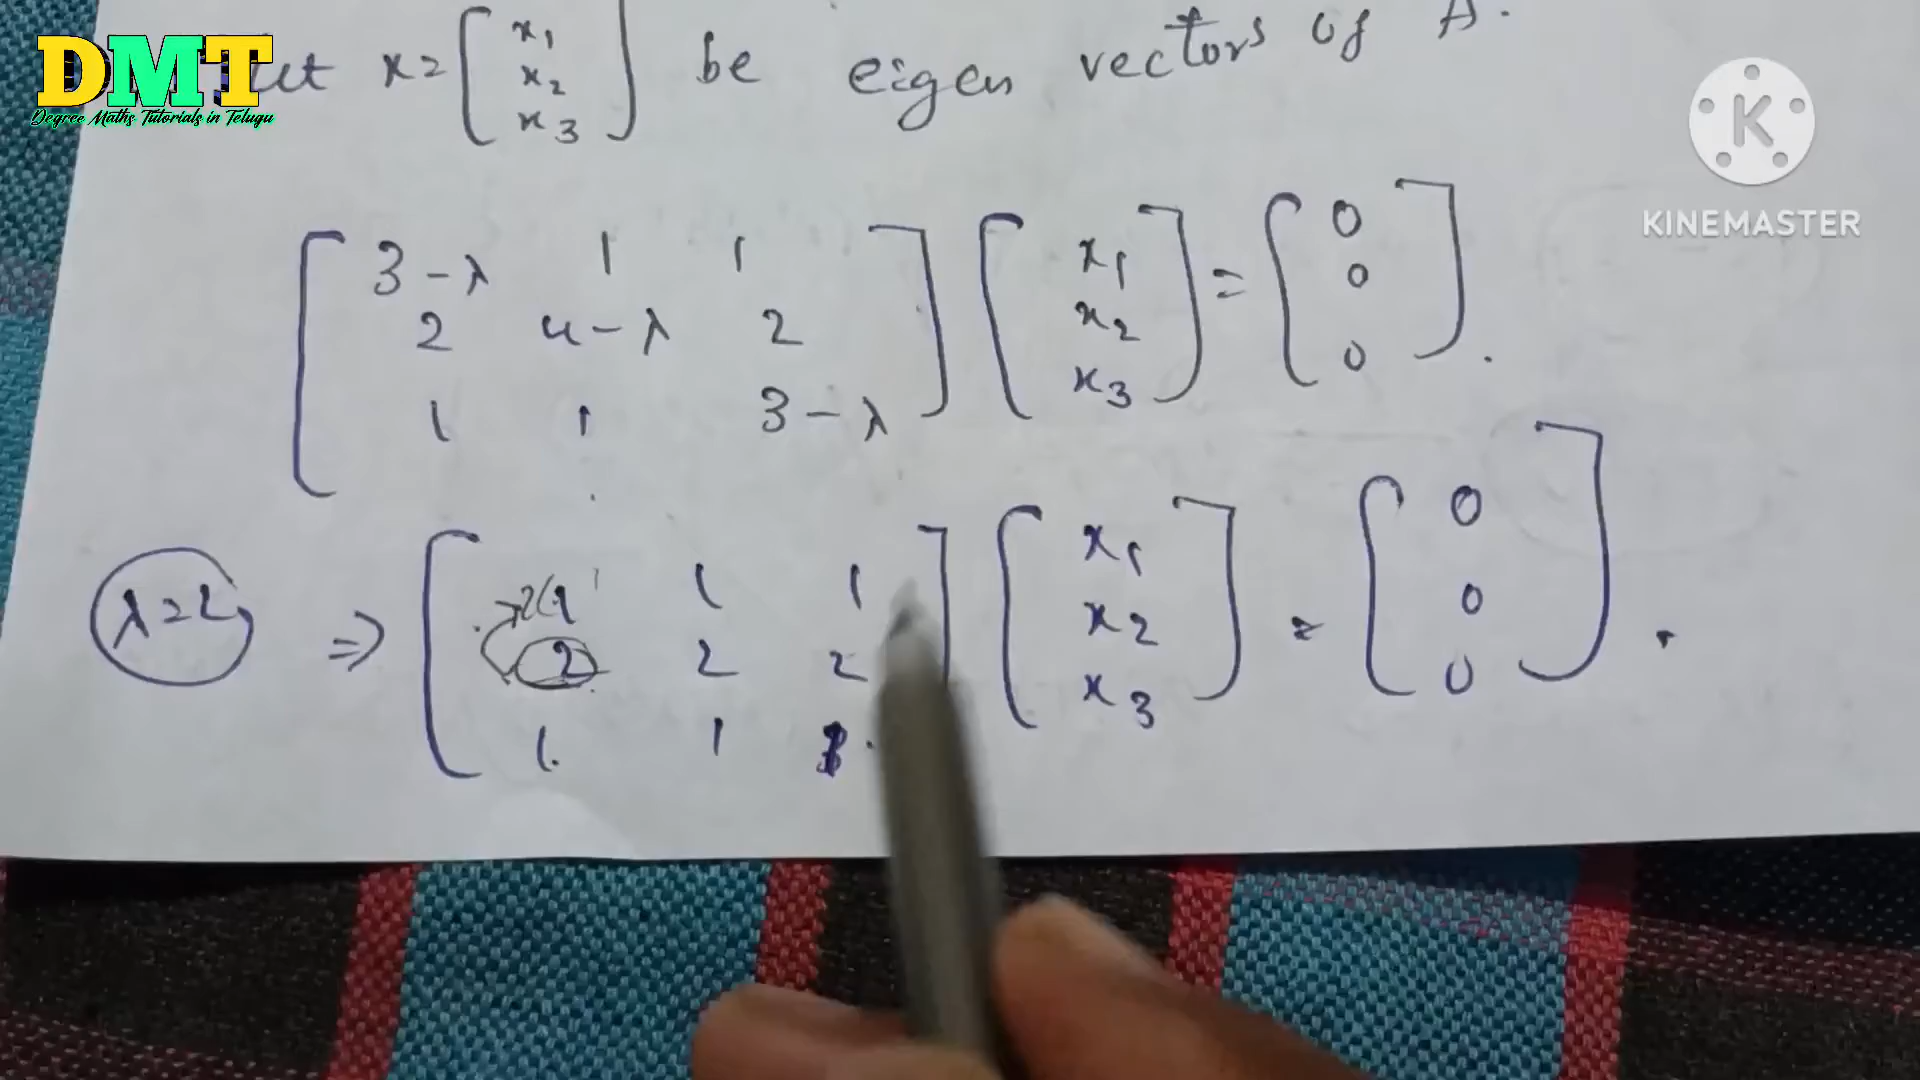 DMT
Degree Maths Tutorials in Telugu
Let x = [x1 x2 x3] be eigen vectors of A.
K
KINEMASTER
[3-λ 1 1
2 4-λ 2
1 1 3-λ] [x1 x2 x3] = [0 0 0].
λ=2 ⇒ [1 1 1
2 2 2
1 1 1] [x1 x2 x3] = [0 0 0].